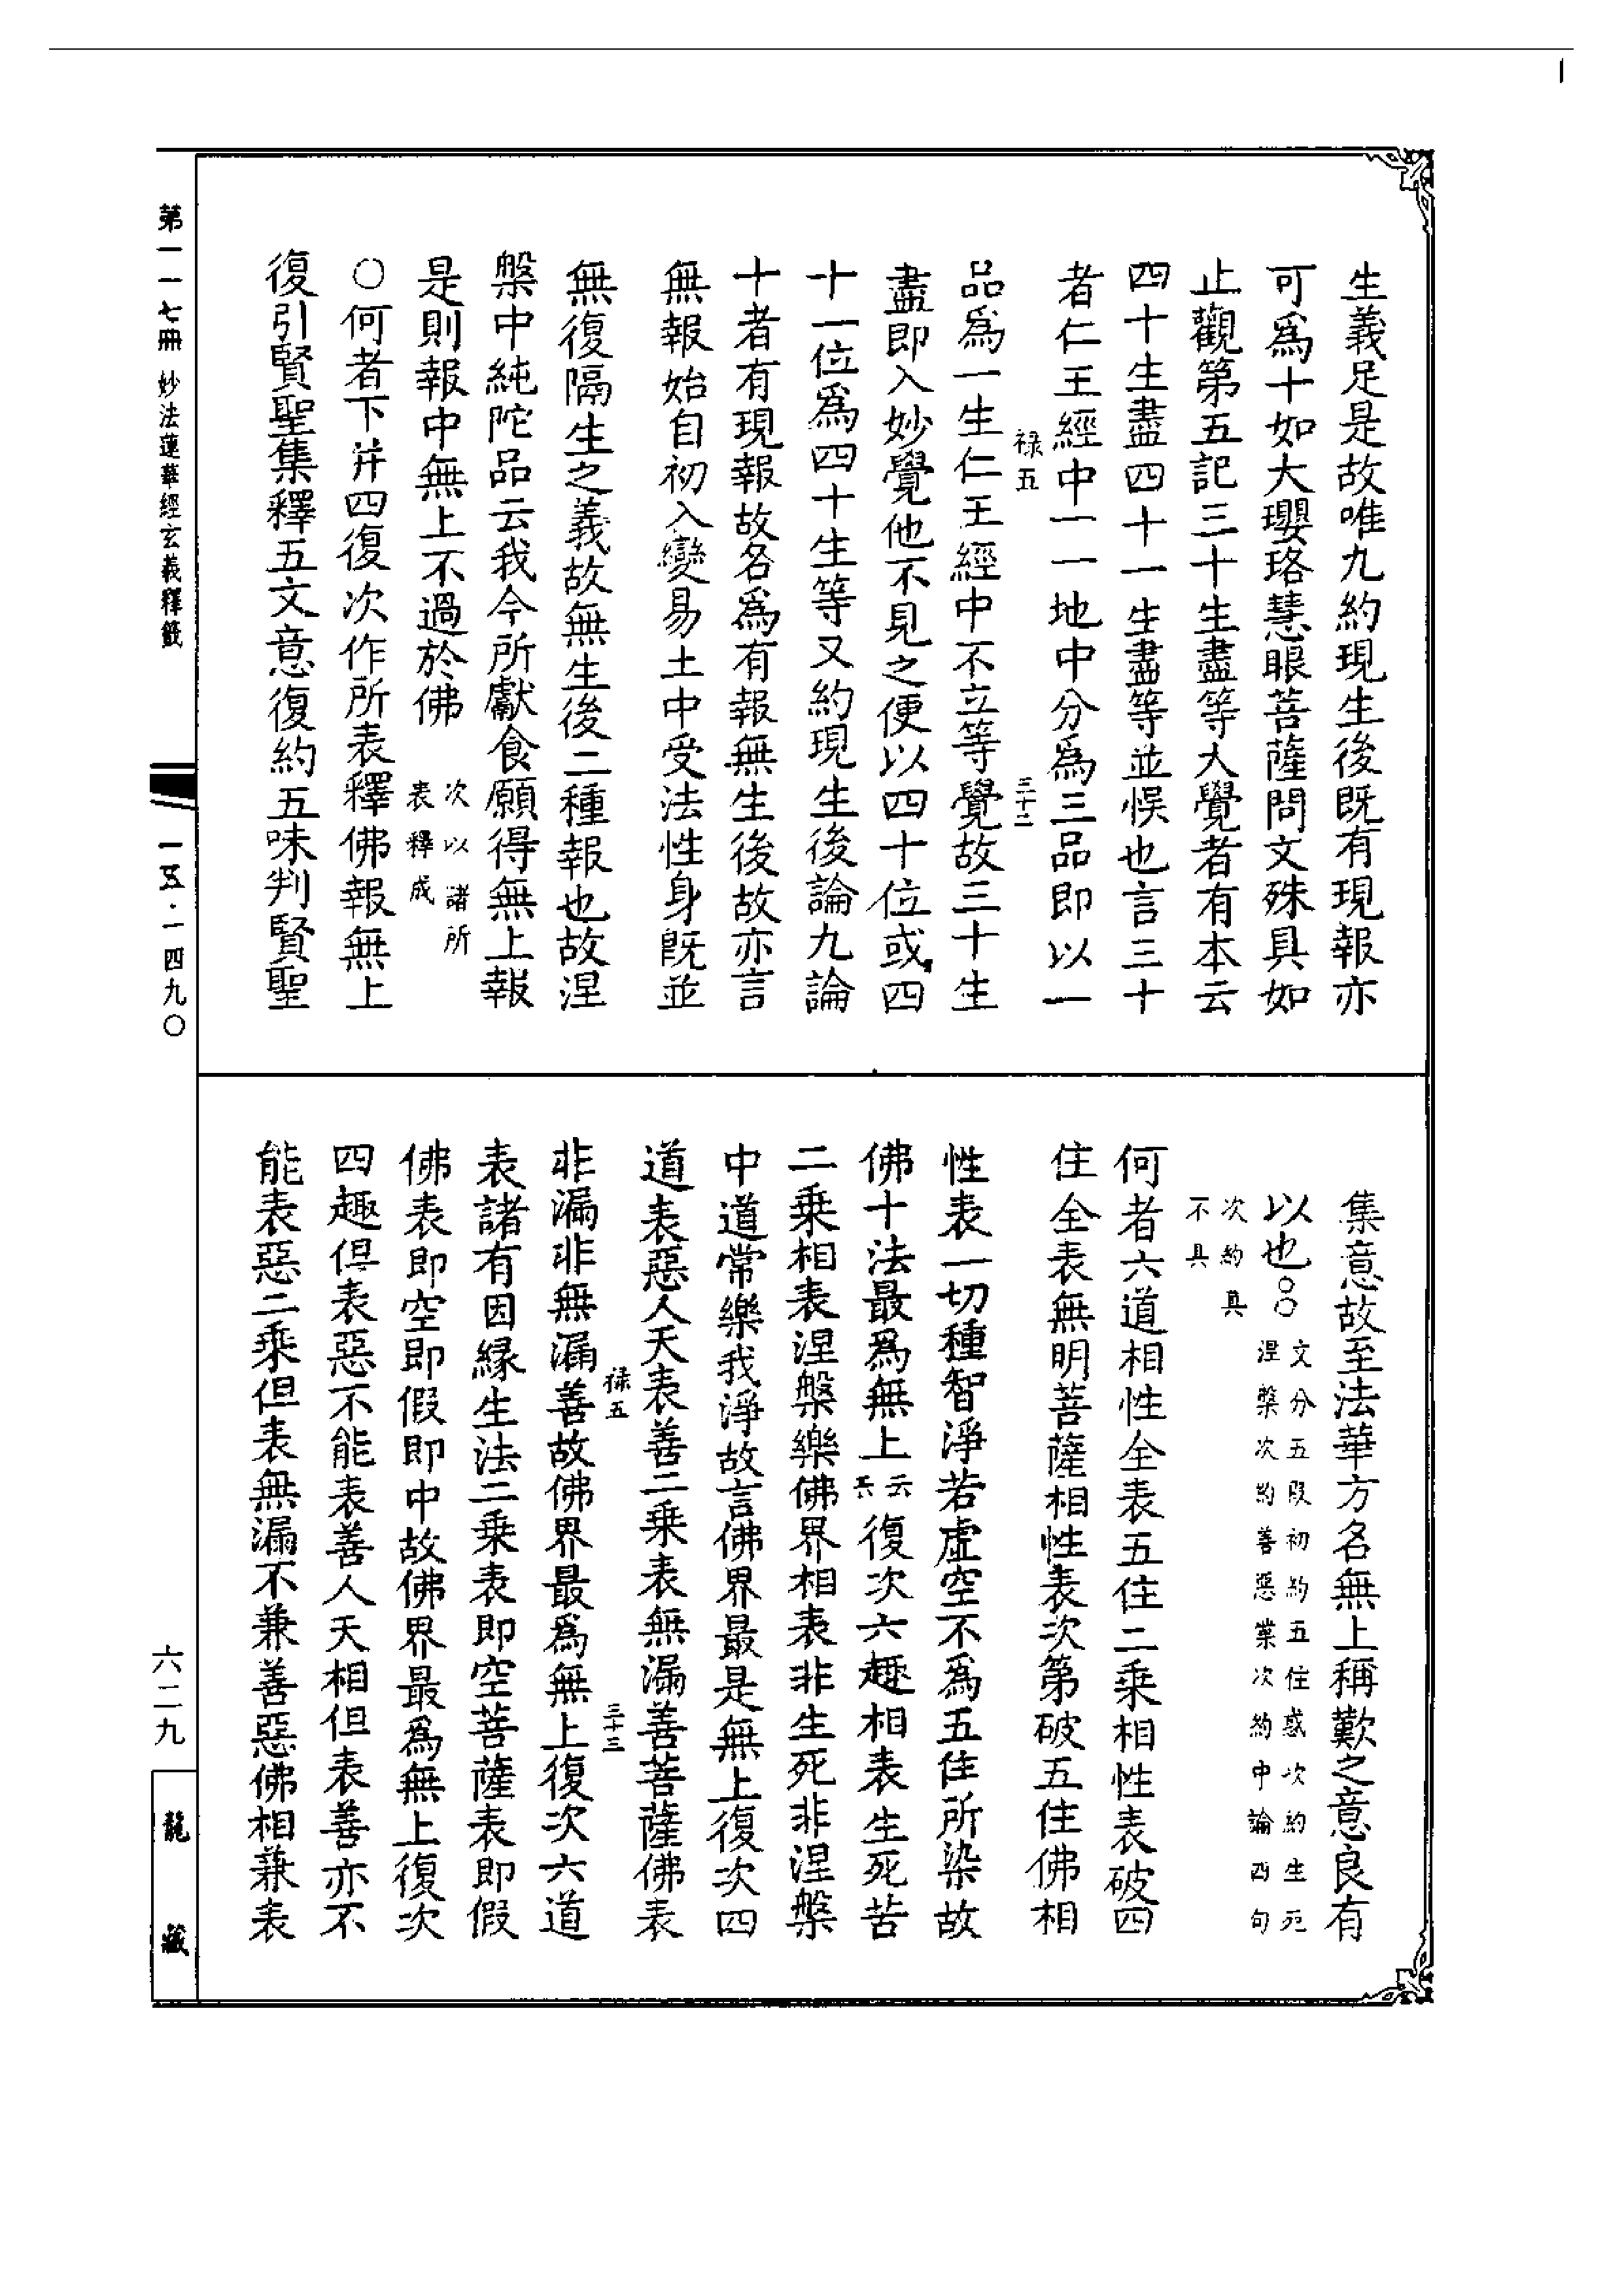 生義足是故唯九約現生後既有現報亦
可為十如大瓔珞慧眼菩薩問文殊具如
止觀第五記三十生盡等大覺者有本云
四十生盡四十一生盡等並悞也言三十
者仁王經中一一地中分為三品即以一
祿五
三十二
品為一生仁王經中不立等覺故三十生
盡即入妙覺他不見之便以四十位或四
十一位為四十生等又約現生後論九論
十者有現報故各為有報無生後故亦言
無報始自初入變易土中受法性身既並
無復隔生之義故無生後二種報也故涅
槃中純陀品云我今所獻食願得無上報
是則報中無上不過於佛
次以諸所
表釋成
○何者下并四復次作所表釋佛報無上
復引賢聖集釋五文意復約五味判賢聖
集意故至法華方名無上稱歎之意良有
以也○○
文分五段初約五住惑次約生死
涅槃次約善惡業次約中論四句
次約具
不具
何者六道相性全表五住二乘相性表破四
住全表無明菩薩相性表次第破五住佛相
性表一切種智淨若虛空不為五住所染故
佛十法最為無上云云復次六趣相表生死苦
二乘相表涅槃樂佛界相表非生死非涅槃
中道常樂我淨故言佛界最是無上復次四
道表惡人天表善二乘表無漏善菩薩佛表
祿五
三十三
非漏非無漏善故佛界最為無上復次六道
表諸有因緣生法二乘表即空菩薩表即假
佛表即空即假即中故佛界最為無上復次
四趣但表惡不能表善人天相但表善亦不
能表惡二乘但表無漏不兼善惡佛相兼表
第一一七冊 妙法蓮華經玄義釋籤
一五·一四九○
六二九
龍藏